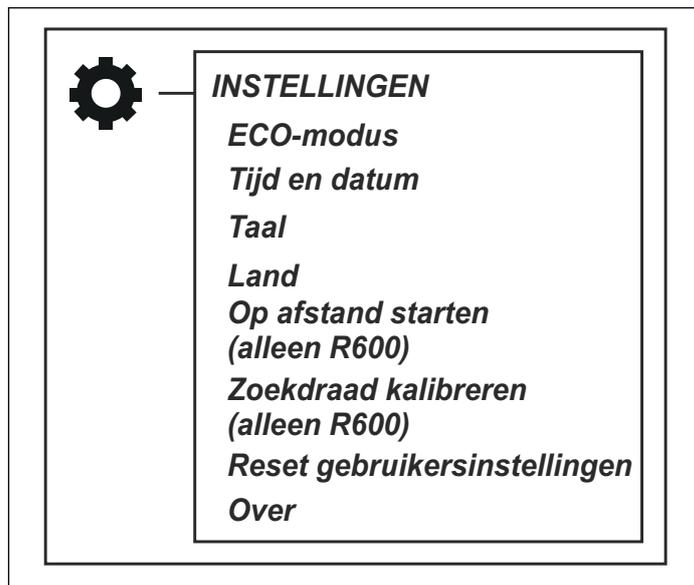 INSTELLINGEN
ECO-modus
Tijd en datum
Taal
Land
Op afstand starten
(alleen R600)
Zoekdraad kalibreren
(alleen R600)
Reset gebruikersinstellingen
Over